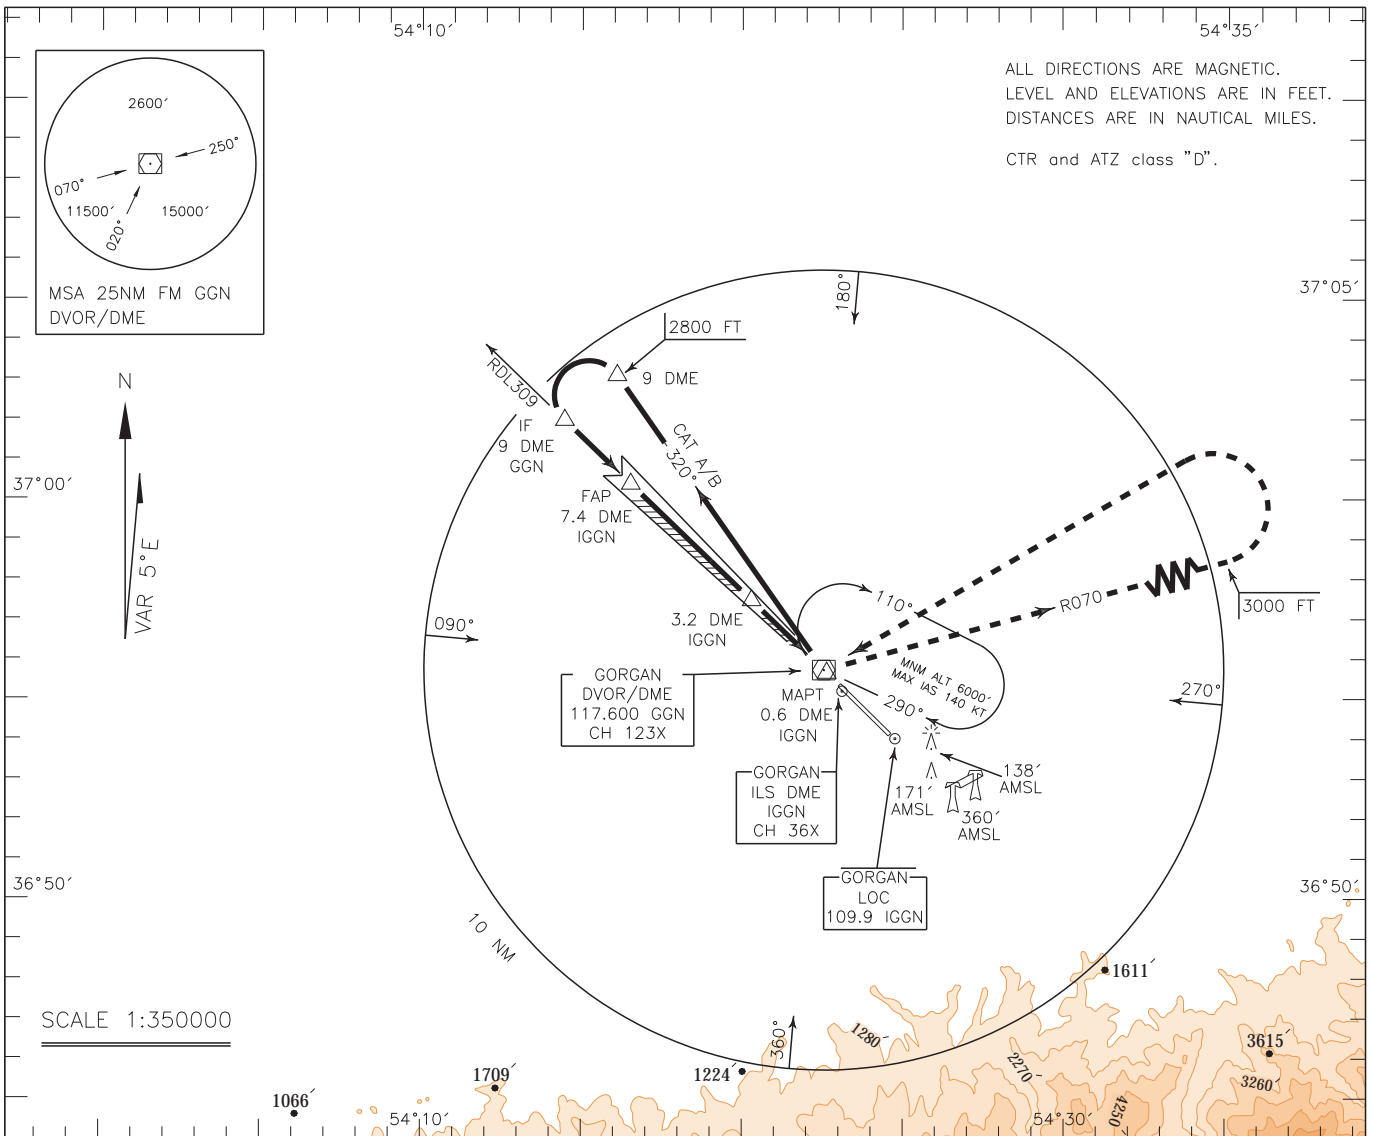 54°10′
54°35′
ALL DIRECTIONS ARE MAGNETIC.
LEVEL AND ELEVATIONS ARE IN FEET.
DISTANCES ARE IN NAUTICAL MILES.
CTR and ATZ class "D".
2600′
250°
070°
11500′
15000′
020°
MSA 25NM FM GGN
DVOR/DME
37°05′
180°
2800 FT
9 DME
RDL309
N
VAR 5°E
IF
9 DME
GGN
CAT A/B
320°
37°00′
37°00′
FAP
7.4 DME
IGGN
110°
R070
3000 FT
3.2 DME
IGGN
090°
MNM ALT 6000′
MAX IAS 140 KT
290°
270°
GORGAN
DVOR/DME
117.600 GGN
CH 123X
MAPT
0.6 DME
IGGN
GORGAN
ILS DME
IGGN
CH 36X
138′
AMSL
171′
AMSL
360′
AMSL
GORGAN
LOC
109.9 IGGN
36°50′
36°50′
10 NM
1611′
SCALE 1:350000
360°
1280′
2270
3615′
3260′
4250
1709′
1224′
1066′
54°10′
54°30′